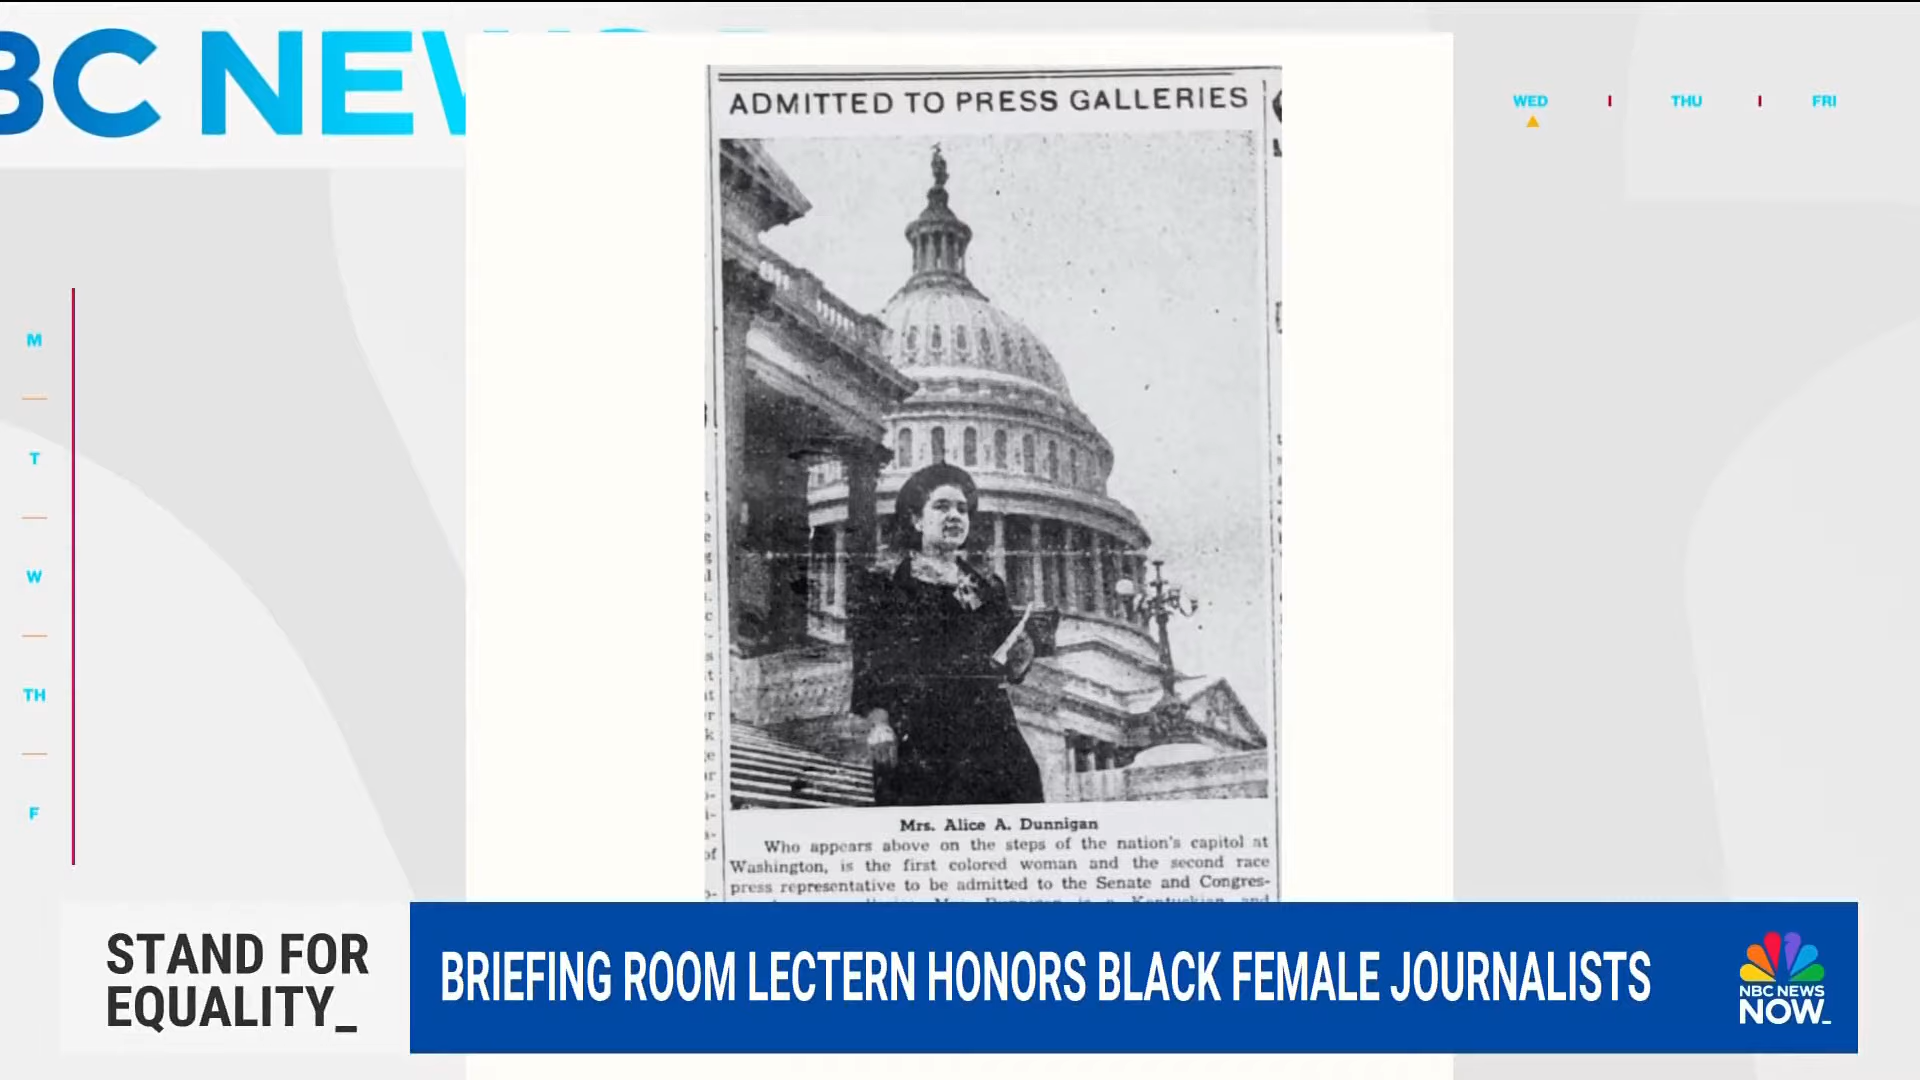 BC NEWS
WED
THU
FRI
M
T
W
TH
F
ADMITTED TO PRESS GALLERIES
Mrs. Alice A. Dunnigan
Who appears above on the steps of the nation's capitol at
Washington, is the first colored woman and the second race
press representative to be admitted to the Senate and Congres-
STAND FOR
EQUALITY_
BRIEFING ROOM LECTERN HONORS BLACK FEMALE JOURNALISTS
NBC NEWS
NOW_